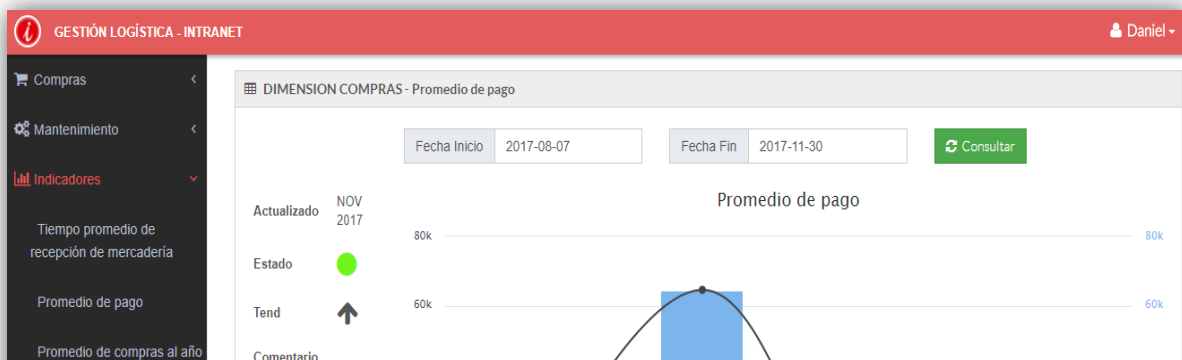 i GESTIÓN LOGÍSTICA - INTRANET
Daniel
Compras
Mantenimiento
Indicadores
Tiempo promedio de
recepción de mercadería
Promedio de pago
Promedio de compras al año
DIMENSION COMPRAS - Promedio de pago
Fecha Inicio 2017-08-07
Fecha Fin 2017-11-30
Consultar
Actualizado
NOV
2017
Estado
Tend
Comentario
Promedio de pago
80k
80k
60k
60k